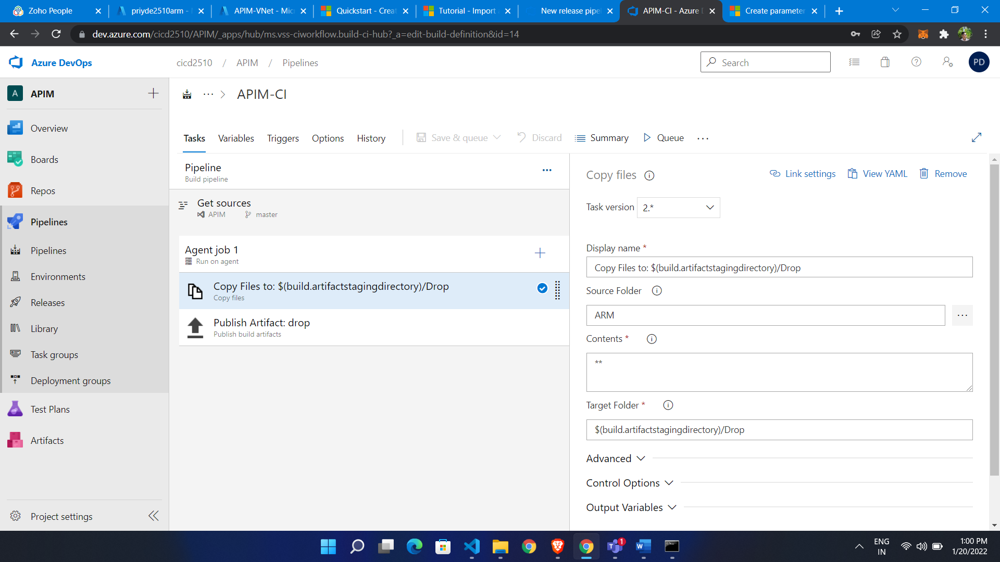 Zoho People
priyde2510arm -
APIM-VNet - Mic
Quickstart - Crea
Tutorial - Import
New release pipe
APIM-CI - Azure D
Create parameter
dev.azure.com/cicd2510/APIM/_apps/hub/ms.vss-ciworkflow.build-ci-hub?_a=edit-build-definition&id=14
Azure DevOps
cicd2510 / APIM / Pipelines
Search
PD
A APIM
APIM-CI
Overview
Boards
Repos
Pipelines
Pipelines
Environments
Releases
Library
Task groups
Deployment groups
Test Plans
Artifacts
Project settings
Tasks Variables Triggers Options History Save & queue Discard Summary Queue
Pipeline
Build pipeline
Get sources
APIM master
Agent job 1
Run on agent
Copy Files to: $(build.artifactstagingdirectory)/Drop
Copy files
Publish Artifact: drop
Publish build artifacts
Copy files
Link settings View YAML Remove
Task version 2.*
Display name *
Copy Files to: $(build.artifactstagingdirectory)/Drop
Source Folder
ARM
Contents *
**
Target Folder *
$(build.artifactstagingdirectory)/Drop
Advanced
Control Options
Output Variables
1
ENG
IN
1:00 PM
1/20/2022